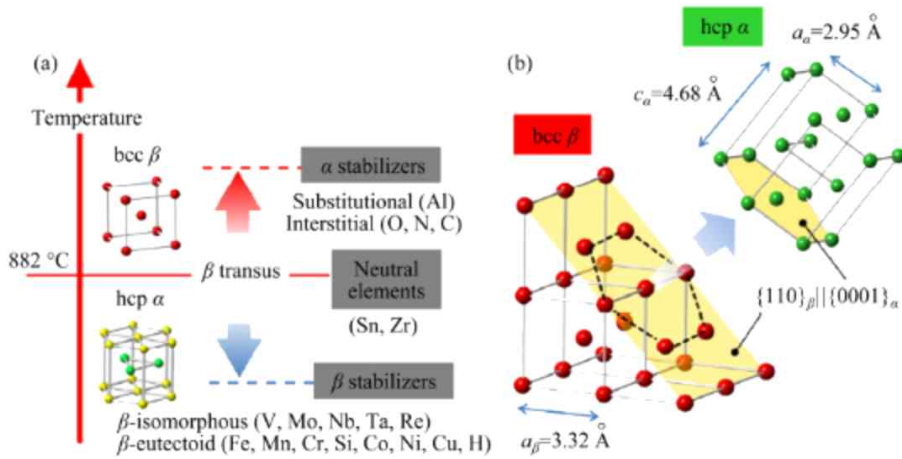 (a)
Temperature
bcc β
α stabilizers
Substitutional (Al)
Interstitial (O, N, C)
882 °C
β transus
Neutral
elements
(Sn, Zr)
hcp α
β stabilizers
β-isomorphous (V, Mo, Nb, Ta, Re)
β-eutectoid (Fe, Mn, Cr, Si, Co, Ni, Cu, H)
(b)
hcp α
aα=2.95 Å
cα=4.68 Å
bcc β
{110}β||{0001}α
aβ=3.32 Å